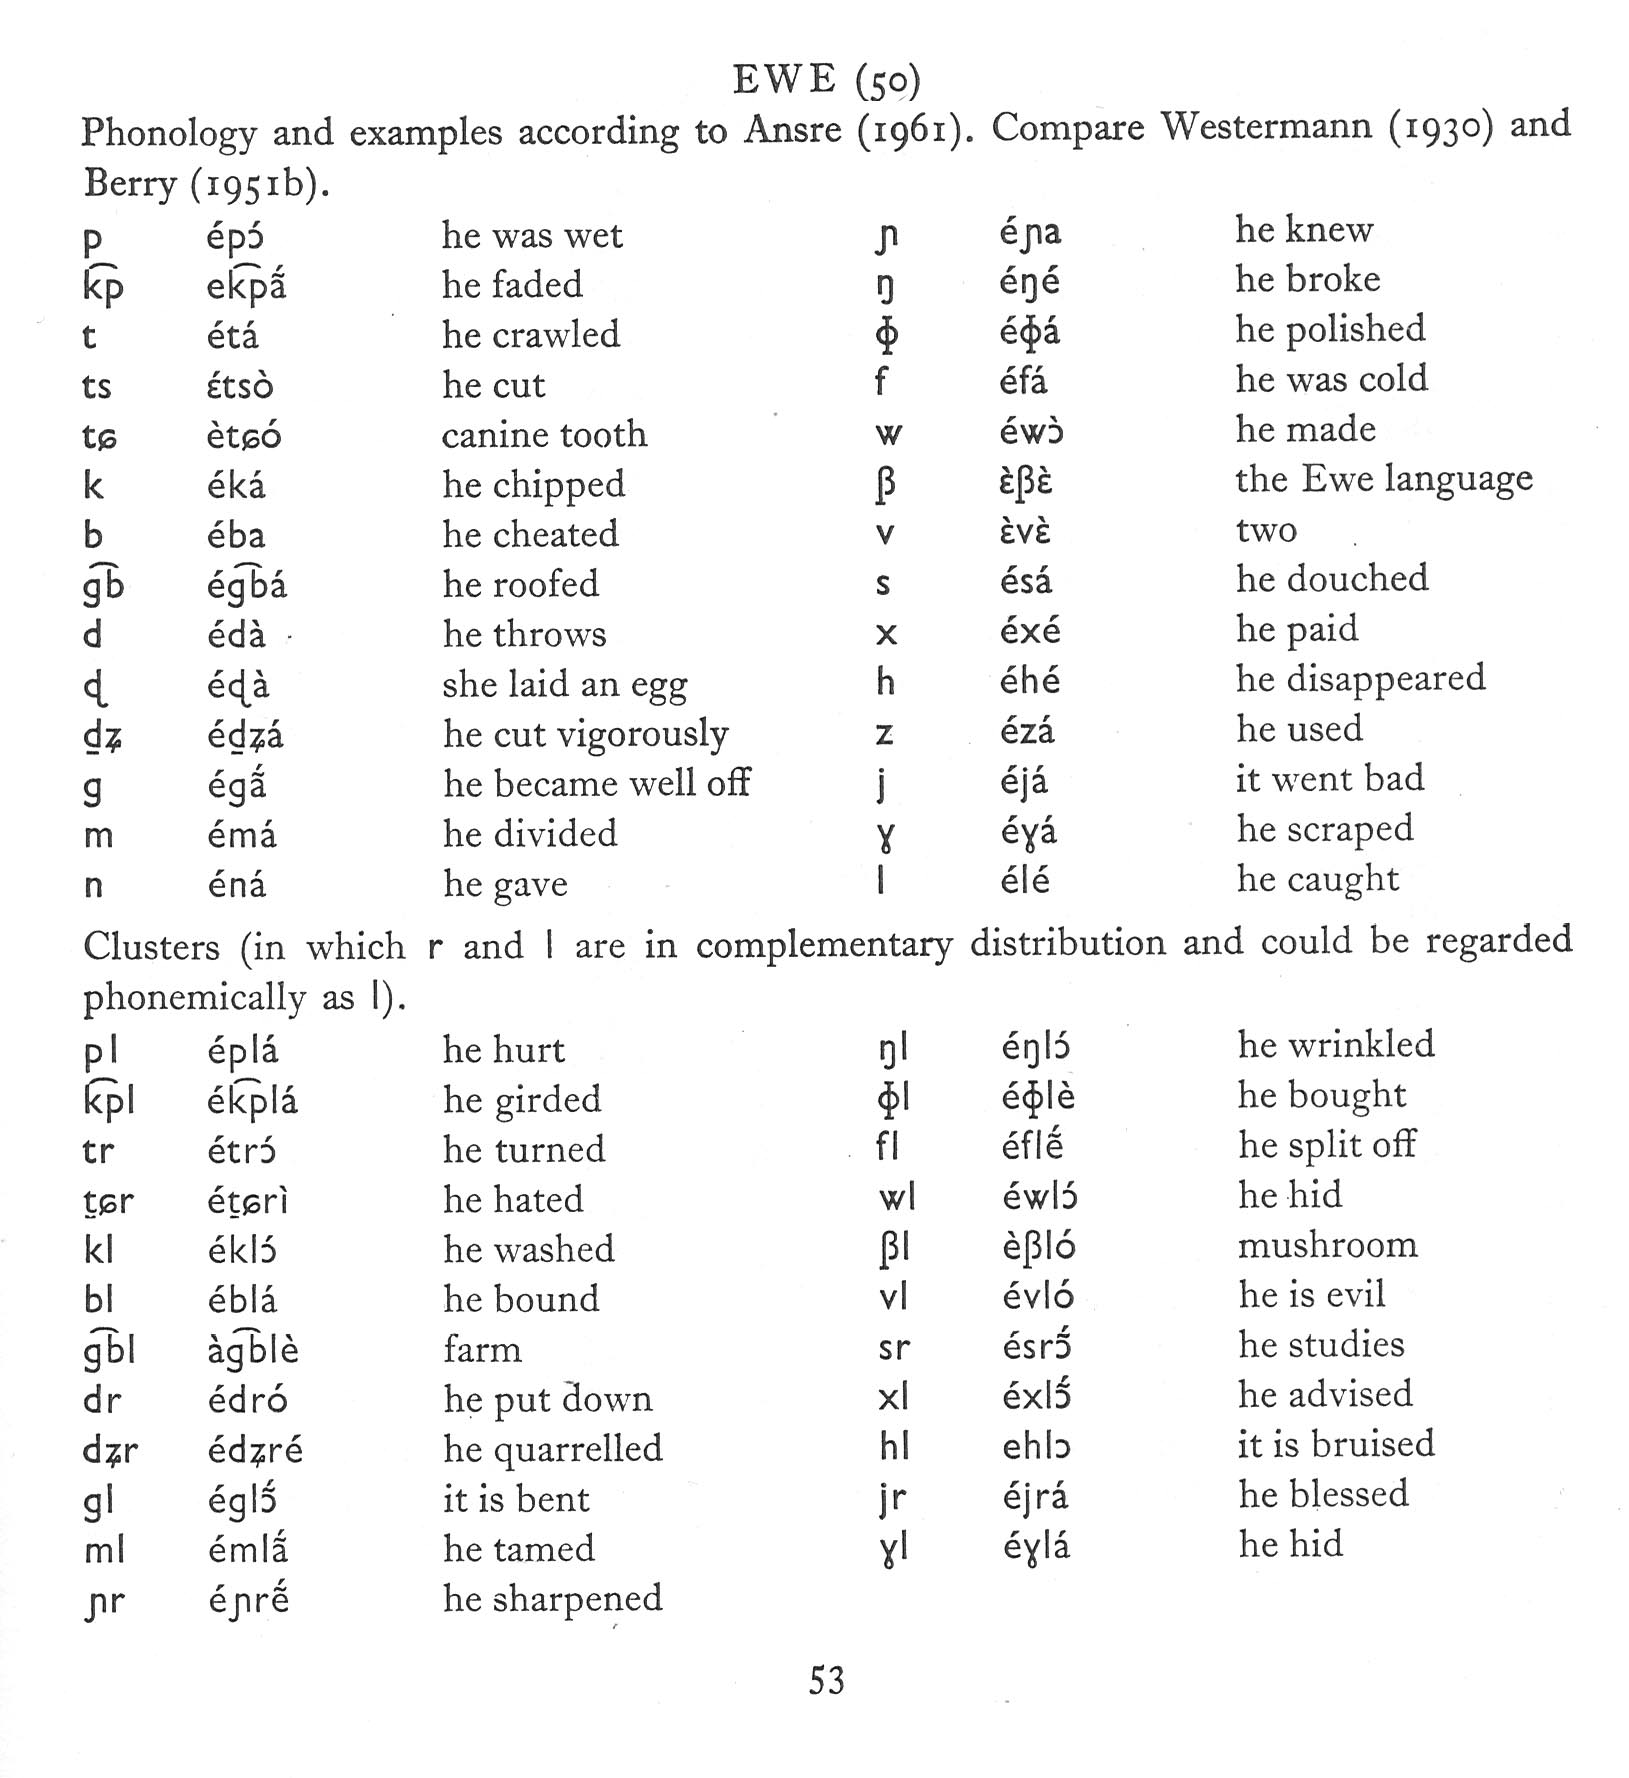 EWE (50)
Phonology and examples according to Ansre (1961). Compare Westermann (1930) and
Berry (1951b).
p épɔ́ he was wet ɲ éɲa he knew
k͡p ek͡pã́ he faded ŋ éŋé he broke
t étá he crawled ɸ éɸá he polished
ts ɛ́tsò he cut f éfá he was cold
tɕ ètɕó canine tooth w éwɔ̀ he made
k éká he chipped β ɛ̀βɛ̀ the Ewe language
b éba he cheated v ɛ̀vɛ̀ two
g͡b ég͡bá he roofed s ésá he douched
d édà he throws x éxé he paid
ɖ éɖà she laid an egg h éhé he disappeared
d̠ʑ éd̠ʑá he cut vigorously z ézá he used
g égã́ he became well off j éjá it went bad
m émá he divided ɣ éɣá he scraped
n éná he gave l élé he caught
Clusters (in which r and l are in complementary distribution and could be regarded
phonemically as l).
pl éplá he hurt ŋl éŋlɔ́ he wrinkled
k͡pl ék͡plá he girded ɸl éɸlè he bought
tr étrɔ́ he turned fl éflẽ́ he split off
t̠ɕr ét̠ɕrì he hated wl éwlɔ́ he hid
kl éklɔ́ he washed βl èβló mushroom
bl éblá he bound vl évló he is evil
g͡bl àg͡blè farm sr ésrɔ̃́ he studies
dr édró he put down xl éxlɔ̃́ he advised
dʑr édʑré he quarrelled hl ehlɔ it is bruised
gl églɔ̃́ it is bent jr éjrá he blessed
ml émlã́ he tamed ɣl éɣlá he hid
ɲr éɲrẽ́ he sharpened
53